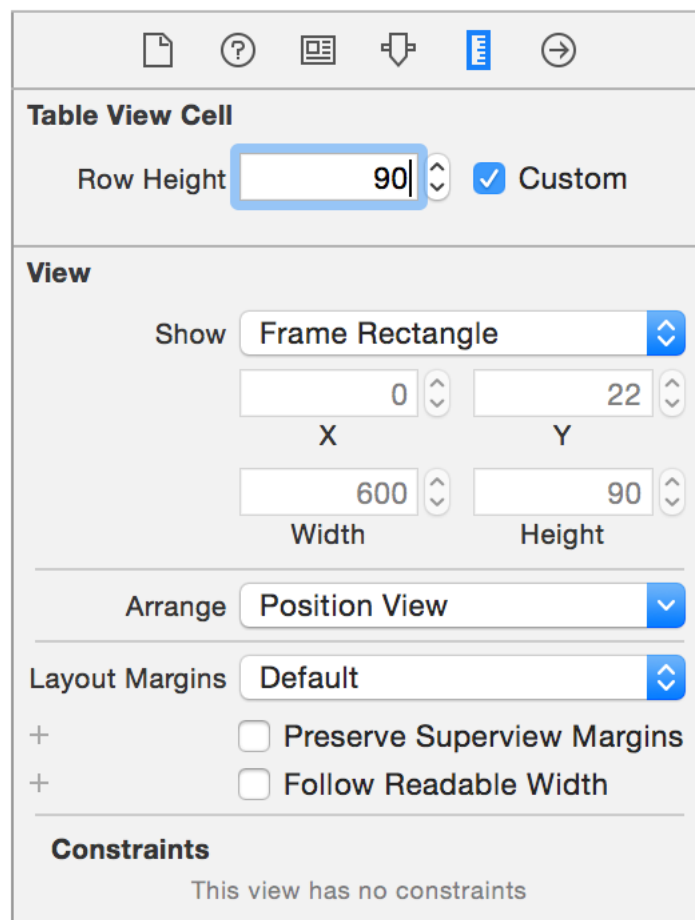 Table View Cell
Row Height 90 Custom
View
Show Frame Rectangle
0 22
X Y
600 90
Width Height
Arrange Position View
Layout Margins Default
+ Preserve Superview Margins
+ Follow Readable Width
Constraints
This view has no constraints